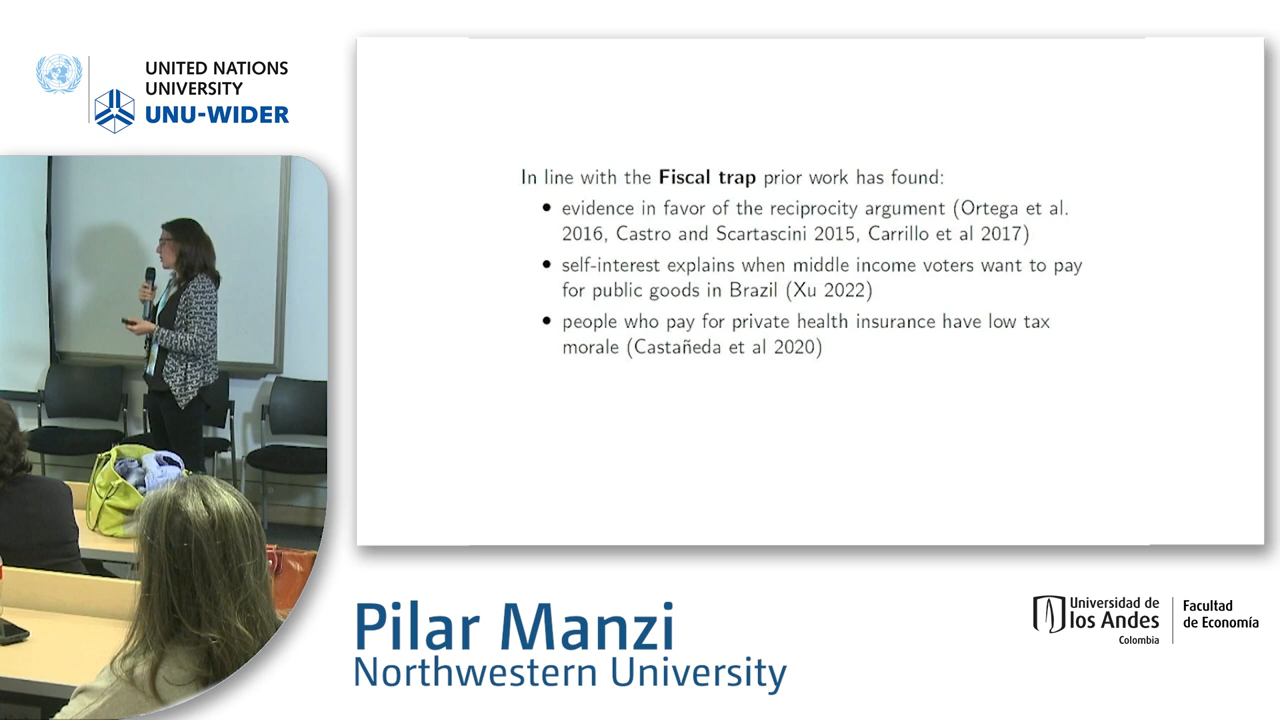 UNITED NATIONS
UNIVERSITY
UNU-WIDER
In line with the Fiscal trap prior work has found:
• evidence in favor of the reciprocity argument (Ortega et al.
2016, Castro and Scartascini 2015, Carrillo et al 2017)
• self-interest explains when middle income voters want to pay
for public goods in Brazil (Xu 2022)
• people who pay for private health insurance have low tax
morale (Castañeda et al 2020)
Pilar Manzi
Northwestern University
Universidad de
los Andes
Colombia
Facultad
de Economía